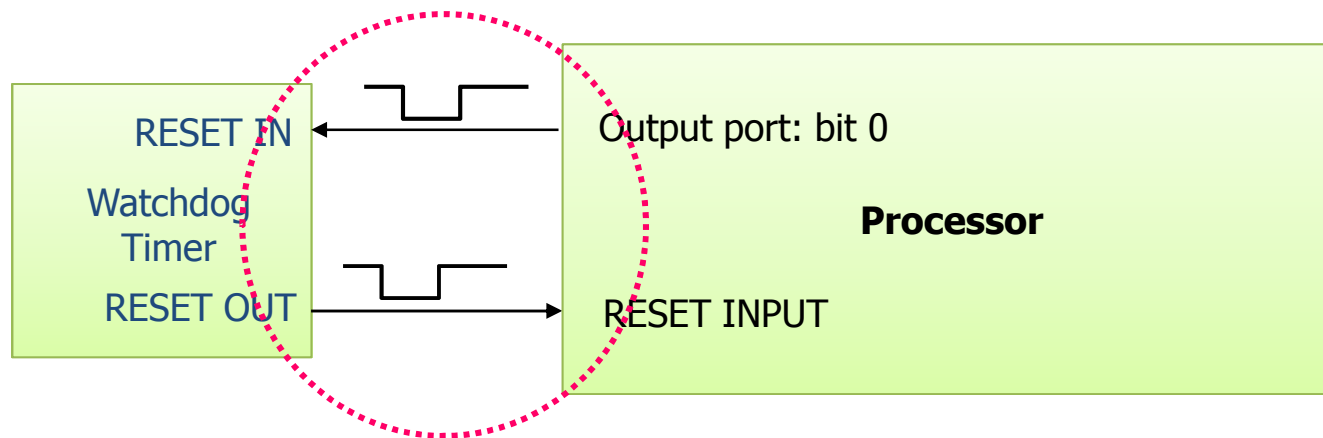 RESET IN
Output port: bit 0
Watchdog
Timer
Processor
RESET OUT
RESET INPUT